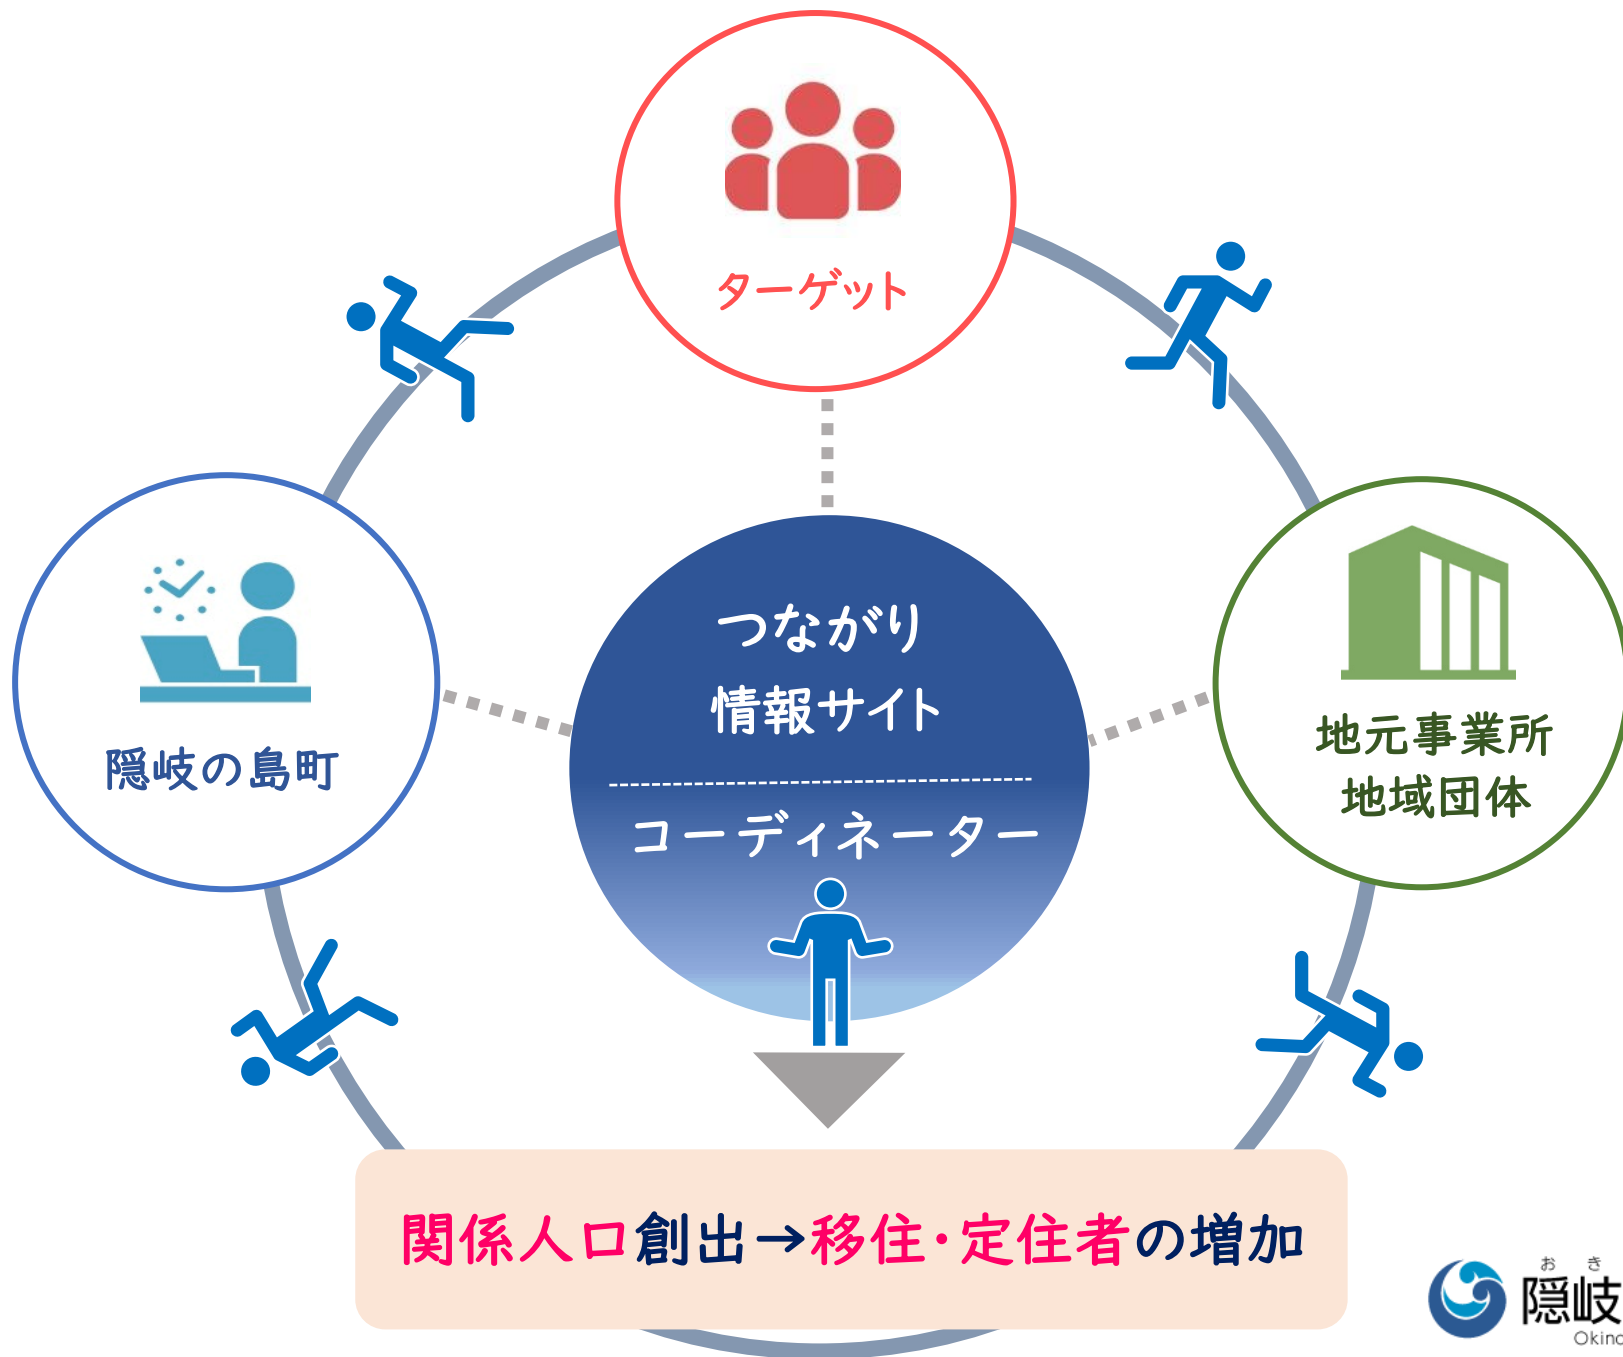 ターゲット
つながり
情報サイト
コーディネーター
隠岐の島町
地元事業所
地域団体
関係人口創出→移住・定住者の増加
おき
隠岐